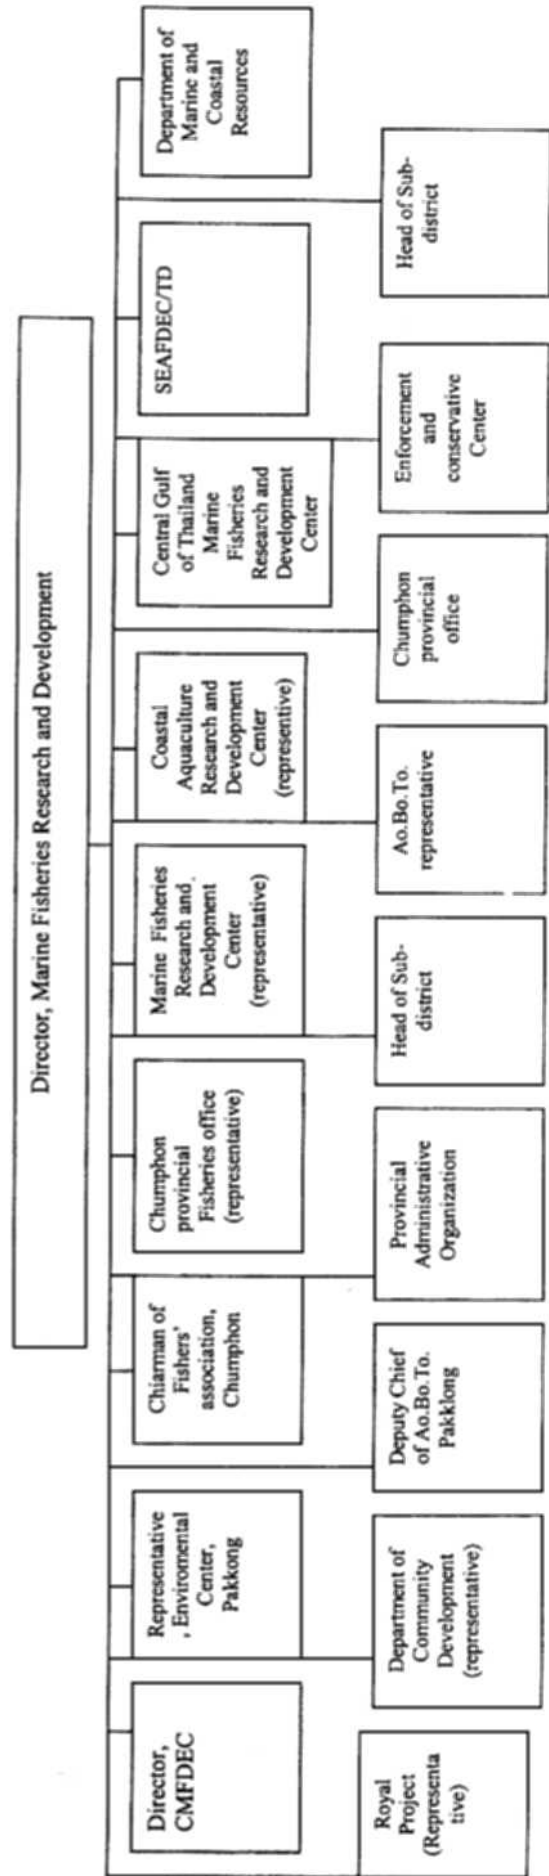 Director, Marine Fisheries Research and Development
Director,
CMFDEC
Representative
, Enviromental
Center,
Pakkong
Chiarman of
Fishers'
association,
Chumphon
Chumphon
provincial
Fisheries office
(representative)
Marine Fisheries
Research and
Development
Center
(representative)
Coastal
Aquaculture
Research and
Development
Center
(representive)
Central Gulf
of Thailand
Marine
Fisheries
Research and
Development
Center
SEAFDEC/TD
Department of
Marine and
Coastal
Resources
Royal
Project
(Representa
tive)
Department of
Community
Development
(representative)
Deputy Chief
of Ao.Bo.To.
Pakklong
Provincial
Administrative
Organization
Head of Sub-
district
Ao.Bo.To.
representative
Chumphon
provincial
office
Enforcement
and
conservative
Center
Head of Sub-
district